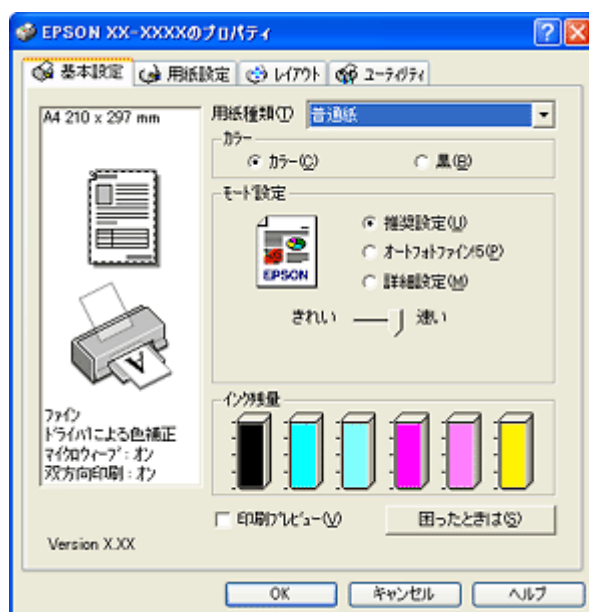 EPSON XX-XXXXのプロパティ
基本設定 用紙設定 レイアウト ユーティリティ
A4 210 x 297 mm
用紙種類(T) 普通紙
カラー
カラー(C) 黒(B)
モード設定
推奨設定(U)
オートフォトファイン!5(P)
詳細設定(M)
EPSON
きれい 速い
A
インク残量
ファイン
ドライバによる色補正
マイクロウィーブ:オン
双方向印刷:オン
印刷プレビュー(V) 困ったときは(S)
Version X.XX
OK キャンセル ヘルプ